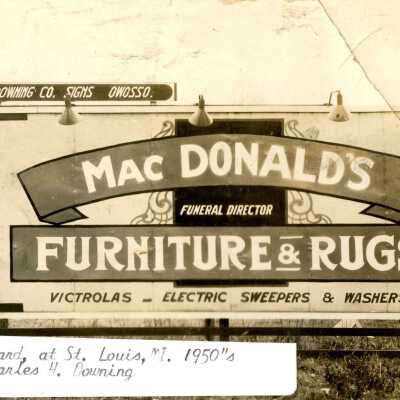 OWNING CO. SIGNS OWOSSO.
MAC DONALD'S
FUNERAL DIRECTOR
FURNITURE & RUGS
VICTROLAS – ELECTRIC SWEEPERS & WASHERS
ard, at St. Louis, MI. 1950"s
arles H. Downing